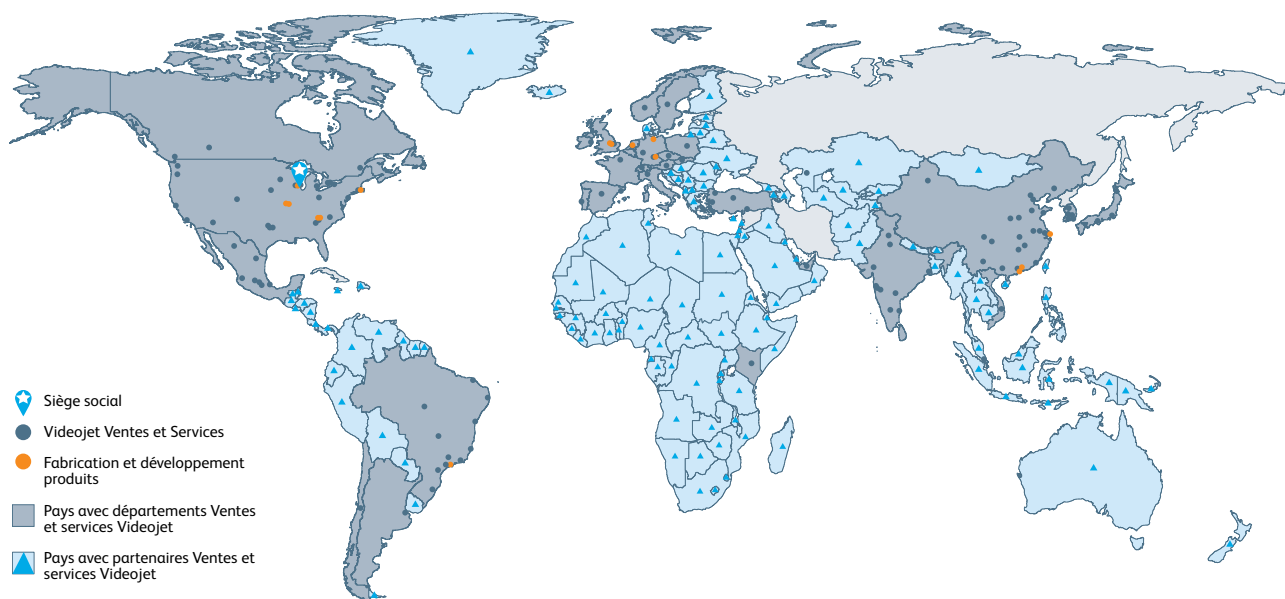 Siège social
Videojet Ventes et Services
Fabrication et développement
produits
Pays avec départements Ventes
et services Videojet
Pays avec partenaires Ventes et
services Videojet